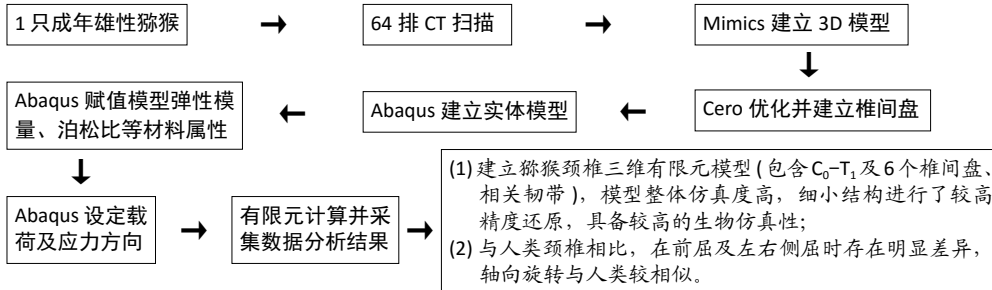 1 只成年雄性猕猴
64 排 CT 扫描
Mimics 建立 3D 模型
Cero 优化并建立椎间盘
Abaqus 建立实体模型
Abaqus 赋值模型弹性模
量、泊松比等材料属性
Abaqus 设定载
荷及应力方向
有限元计算并采
集数据分析结果
(1) 建立猕猴颈椎三维有限元模型 ( 包含 C₀–T₁ 及 6 个椎间盘、
相关韧带 )，模型整体仿真度高，细小结构进行了较高
精度还原，具备较高的生物仿真性；
(2) 与人类颈椎相比，在前屈及左右侧屈时存在明显差异，
轴向旋转与人类较相似。